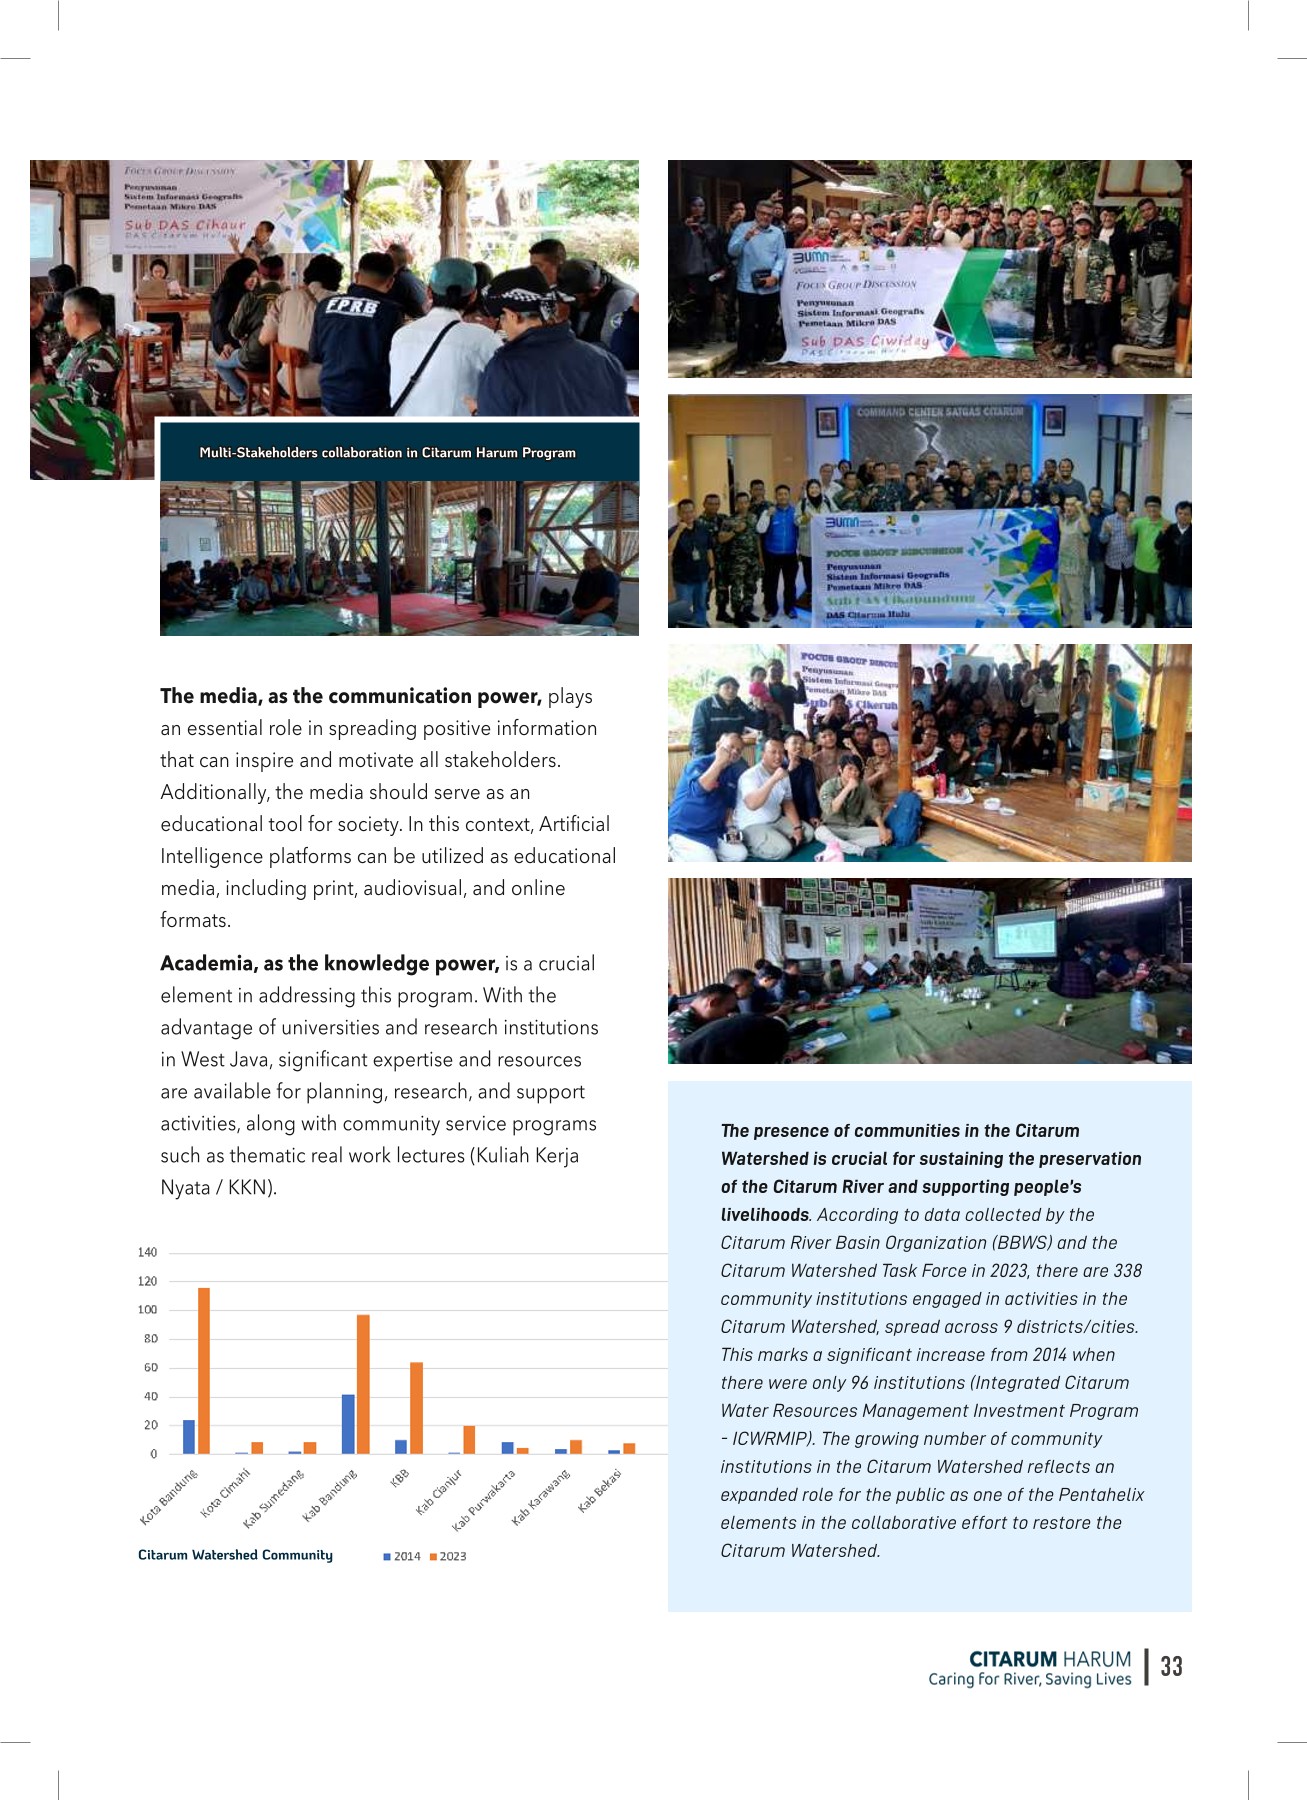 FOCUS GROUP DISCUSSION
Penyusunan
Sistem Informasi Geografis
Pemetaan Mikro DAS
Sub DAS Cihaur
DAS Citarum Hulu
FPRB
Multi-Stakeholders collaboration in Citarum Harum Program
BUMN
FOCUS GROUP DISCUSSION
Penyusunan
Sistem Informasi Geografis
Pemetaan Mikro DAS
Sub DAS Ciwiday
DAS Citarum Hulu
COMMAND CENTER SATGAS CITARUM
BUMN
FOCUS GROUP DISCUSSION
Penyusunan
Sistem Informasi Geografis
Pemetaan Mikro DAS
Sub DAS Cikapundung
DAS Citarum Hulu
FOCUS GROUP DISCUS
Penyusunan
Sistem Informasi Geogra
Pemetaan Mikro DAS
Sub DAS Cikeruh
The media, as the communication power, plays
an essential role in spreading positive information
that can inspire and motivate all stakeholders.
Additionally, the media should serve as an
educational tool for society. In this context, Artificial
Intelligence platforms can be utilized as educational
media, including print, audiovisual, and online
formats.
Academia, as the knowledge power, is a crucial
element in addressing this program. With the
advantage of universities and research institutions
in West Java, significant expertise and resources
are available for planning, research, and support
activities, along with community service programs
such as thematic real work lectures (Kuliah Kerja
Nyata / KKN).
140
120
100
80
60
40
20
0
Kota Bandung
Kota Cimahi
Kab Sumedang
Kab Bandung
KBB
Kab Cianjur
Kab Purwakarta
Kab Karawang
Kab Bekasi
Citarum Watershed Community
2014 2023
The presence of communities in the Citarum
Watershed is crucial for sustaining the preservation
of the Citarum River and supporting people's
livelihoods. According to data collected by the
Citarum River Basin Organization (BBWS) and the
Citarum Watershed Task Force in 2023, there are 338
community institutions engaged in activities in the
Citarum Watershed, spread across 9 districts/cities.
This marks a significant increase from 2014 when
there were only 96 institutions (Integrated Citarum
Water Resources Management Investment Program
- ICWRMIP). The growing number of community
institutions in the Citarum Watershed reflects an
expanded role for the public as one of the Pentahelix
elements in the collaborative effort to restore the
Citarum Watershed.
CITARUM HARUM
Caring for River, Saving Lives
33